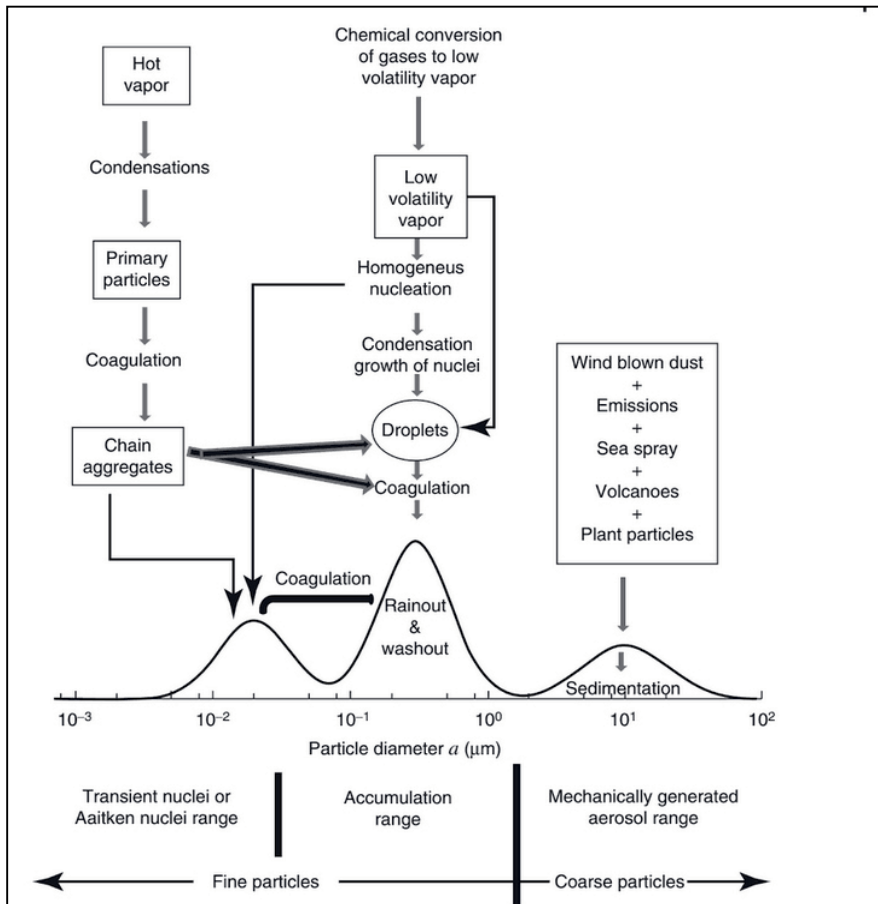 Hot
vapor
Condensations
Primary
particles
Coagulation
Chain
aggregates
Chemical conversion
of gases to low
volatility vapor
Low
volatility
vapor
Homogeneus
nucleation
Condensation
growth of nuclei
Droplets
Coagulation
Wind blown dust
+
Emissions
+
Sea spray
+
Volcanoes
+
Plant particles
Coagulation
Rainout
&
washout
Sedimentation
10⁻³ 10⁻² 10⁻¹ 10⁰ 10¹ 10²
Particle diameter a (μm)
Transient nuclei or
Aaitken nuclei range
Accumulation
range
Mechanically generated
aerosol range
Fine particles
Coarse particles